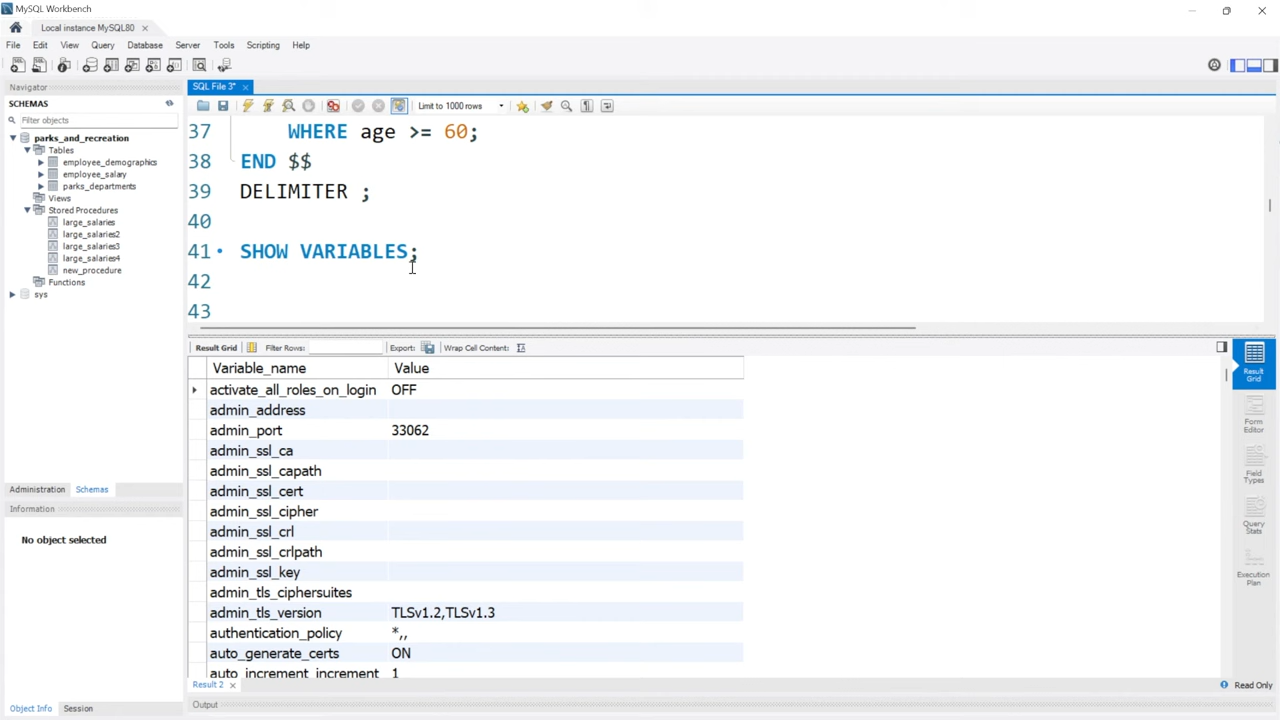 MySQL Workbench
Local instance MySQL80
File Edit View Query Database Server Tools Scripting Help
Navigator
SCHEMAS
Filter objects
parks_and_recreation
Tables
employee_demographics
employee_salary
parks_departments
Views
Stored Procedures
large_salaries
large_salaries2
large_salaries3
large_salaries4
new_procedure
Functions
sys
Administration Schemas
Information
No object selected
Object Info Session
SQL File 3*
Limit to 1000 rows
37 WHERE age >= 60;
38 END $$
39 DELIMITER ;
40
41 SHOW VARIABLES;
42
43
Result Grid Filter Rows: Export: Wrap Cell Content:
Variable_name Value
activate_all_roles_on_login OFF
admin_address
admin_port 33062
admin_ssl_ca
admin_ssl_capath
admin_ssl_cert
admin_ssl_cipher
admin_ssl_crl
admin_ssl_crlpath
admin_ssl_key
admin_tls_ciphersuites
admin_tls_version TLSv1.2,TLSv1.3
authentication_policy *,,
auto_generate_certs ON
auto_increment_increment 1
Result
Grid
Form
Editor
Field
Types
Query
Stats
Execution
Plan
Result 2
Read Only
Output